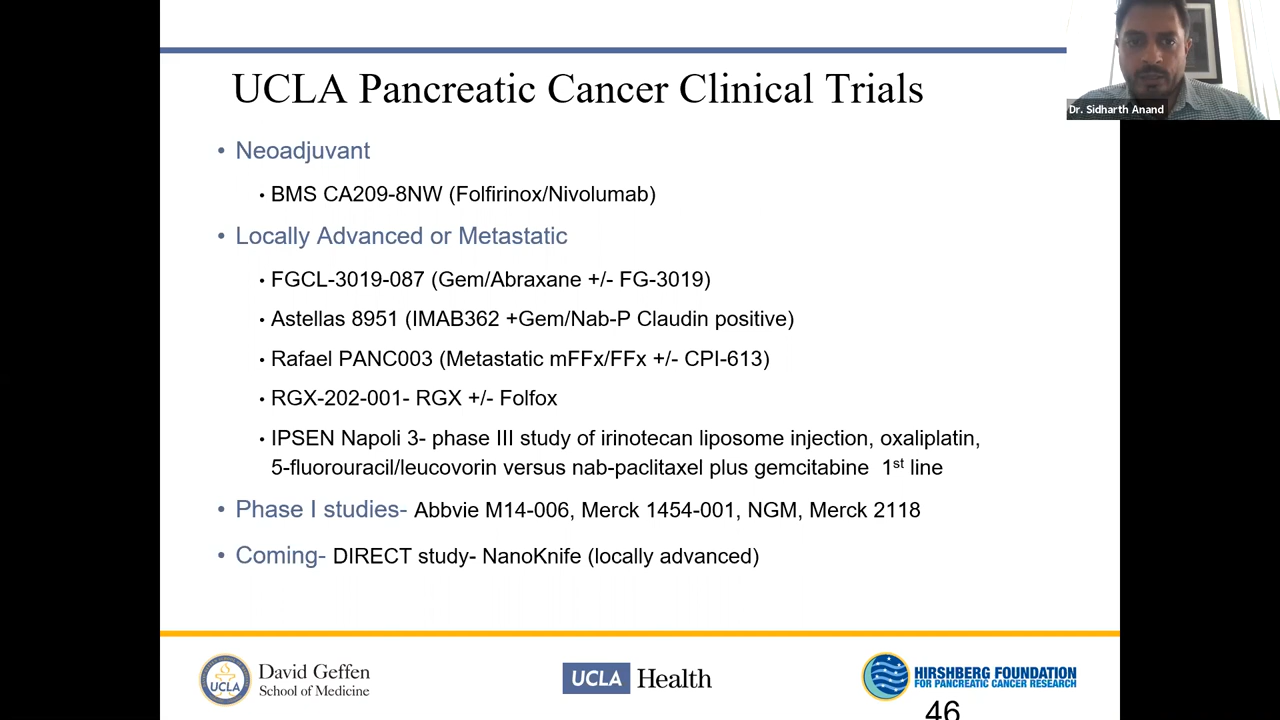 UCLA Pancreatic Cancer Clinical Trials
Dr. Sidharth Anand
• Neoadjuvant
• BMS CA209-8NW (Folfirinox/Nivolumab)
• Locally Advanced or Metastatic
• FGCL-3019-087 (Gem/Abraxane +/- FG-3019)
• Astellas 8951 (IMAB362 +Gem/Nab-P Claudin positive)
• Rafael PANC003 (Metastatic mFFx/FFx +/- CPI-613)
• RGX-202-001- RGX +/- Folfox
• IPSEN Napoli 3- phase III study of irinotecan liposome injection, oxaliplatin,
5-fluorouracil/leucovorin versus nab-paclitaxel plus gemcitabine 1st line
• Phase I studies- Abbvie M14-006, Merck 1454-001, NGM, Merck 2118
• Coming- DIRECT study- NanoKnife (locally advanced)
UCLA
David Geffen
School of Medicine
UCLA Health
HIRSHBERG FOUNDATION
FOR PANCREATIC CANCER RESEARCH
46